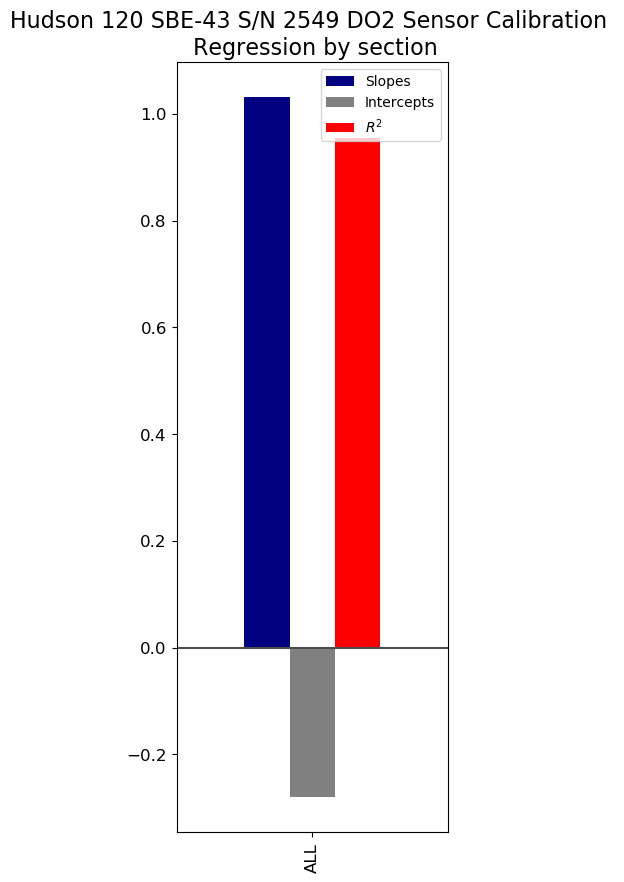 Hudson 120 SBE-43 S/N 2549 DO2 Sensor Calibration
Regression by section
Slopes
Intercepts
R²
1.0
0.8
0.6
0.4
0.2
0.0
−0.2
ALL